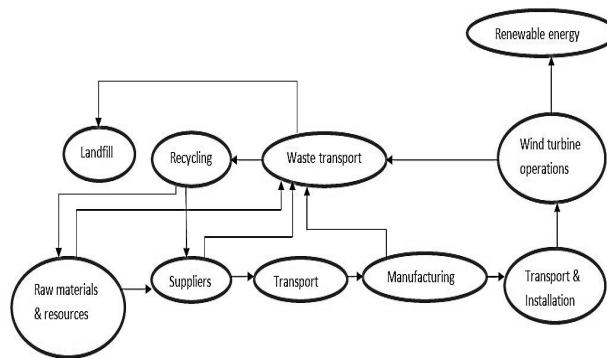 Renewable energy
Landfill
Recycling
Waste transport
Wind turbine
operations
Raw materials
& resources
Suppliers
Transport
Manufacturing
Transport &
Installation